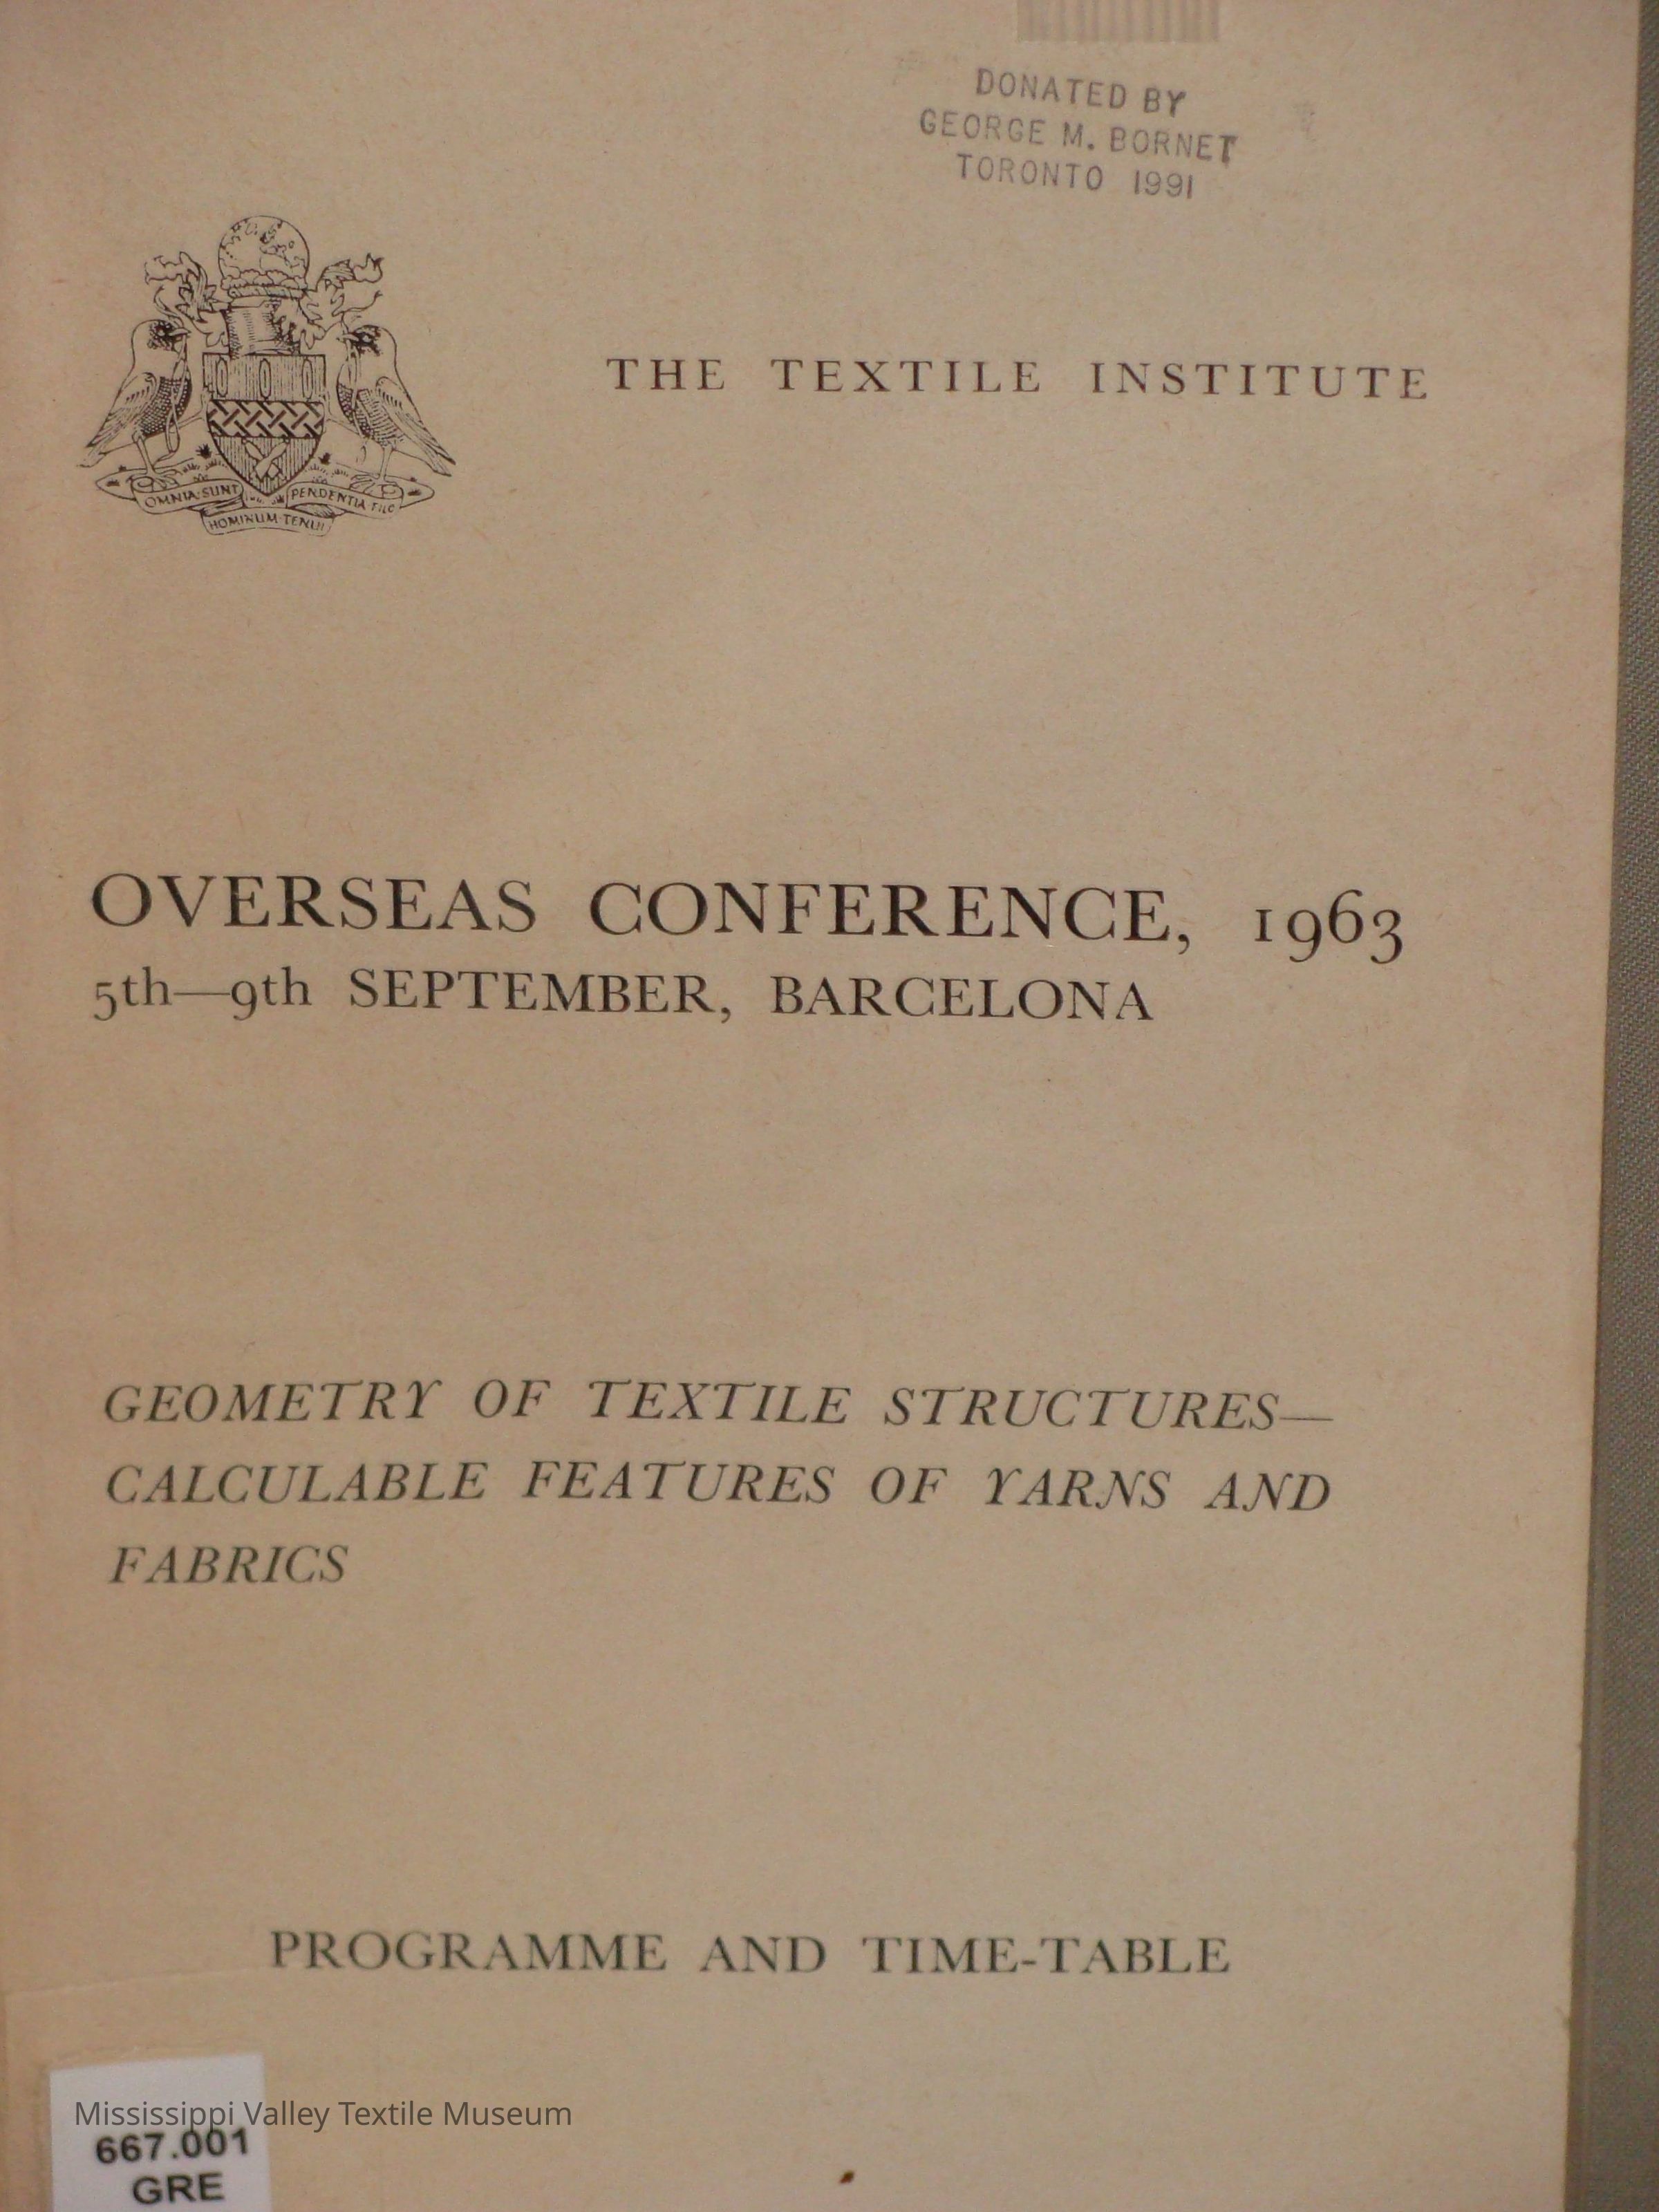 DONATED BY
GEORGE M. BORNET
TORONTO 1991
THE TEXTILE INSTITUTE
OMNIA·SUNT
HOMINUM·TENUI
PENDENTIA FILO
OVERSEAS CONFERENCE, 1963
5th—9th SEPTEMBER, BARCELONA
GEOMETRY OF TEXTILE STRUCTURES—
CALCULABLE FEATURES OF YARNS AND
FABRICS
PROGRAMME AND TIME-TABLE
Mississippi Valley Textile Museum
667.001
GRE